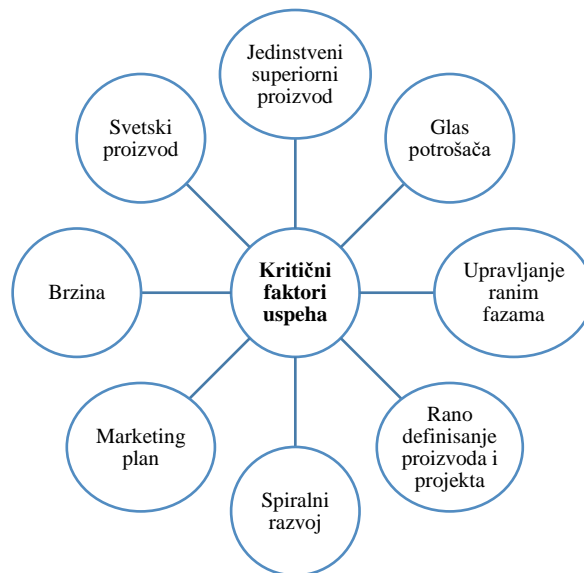 Jedinstveni
superiorni
proizvod
Glas
potrošača
Upravljanje
ranim
fazama
Rano
definisanje
proizvoda i
projekta
Spiralni
razvoj
Marketing
plan
Brzina
Svetski
proizvod
Kritični
faktori
uspeha